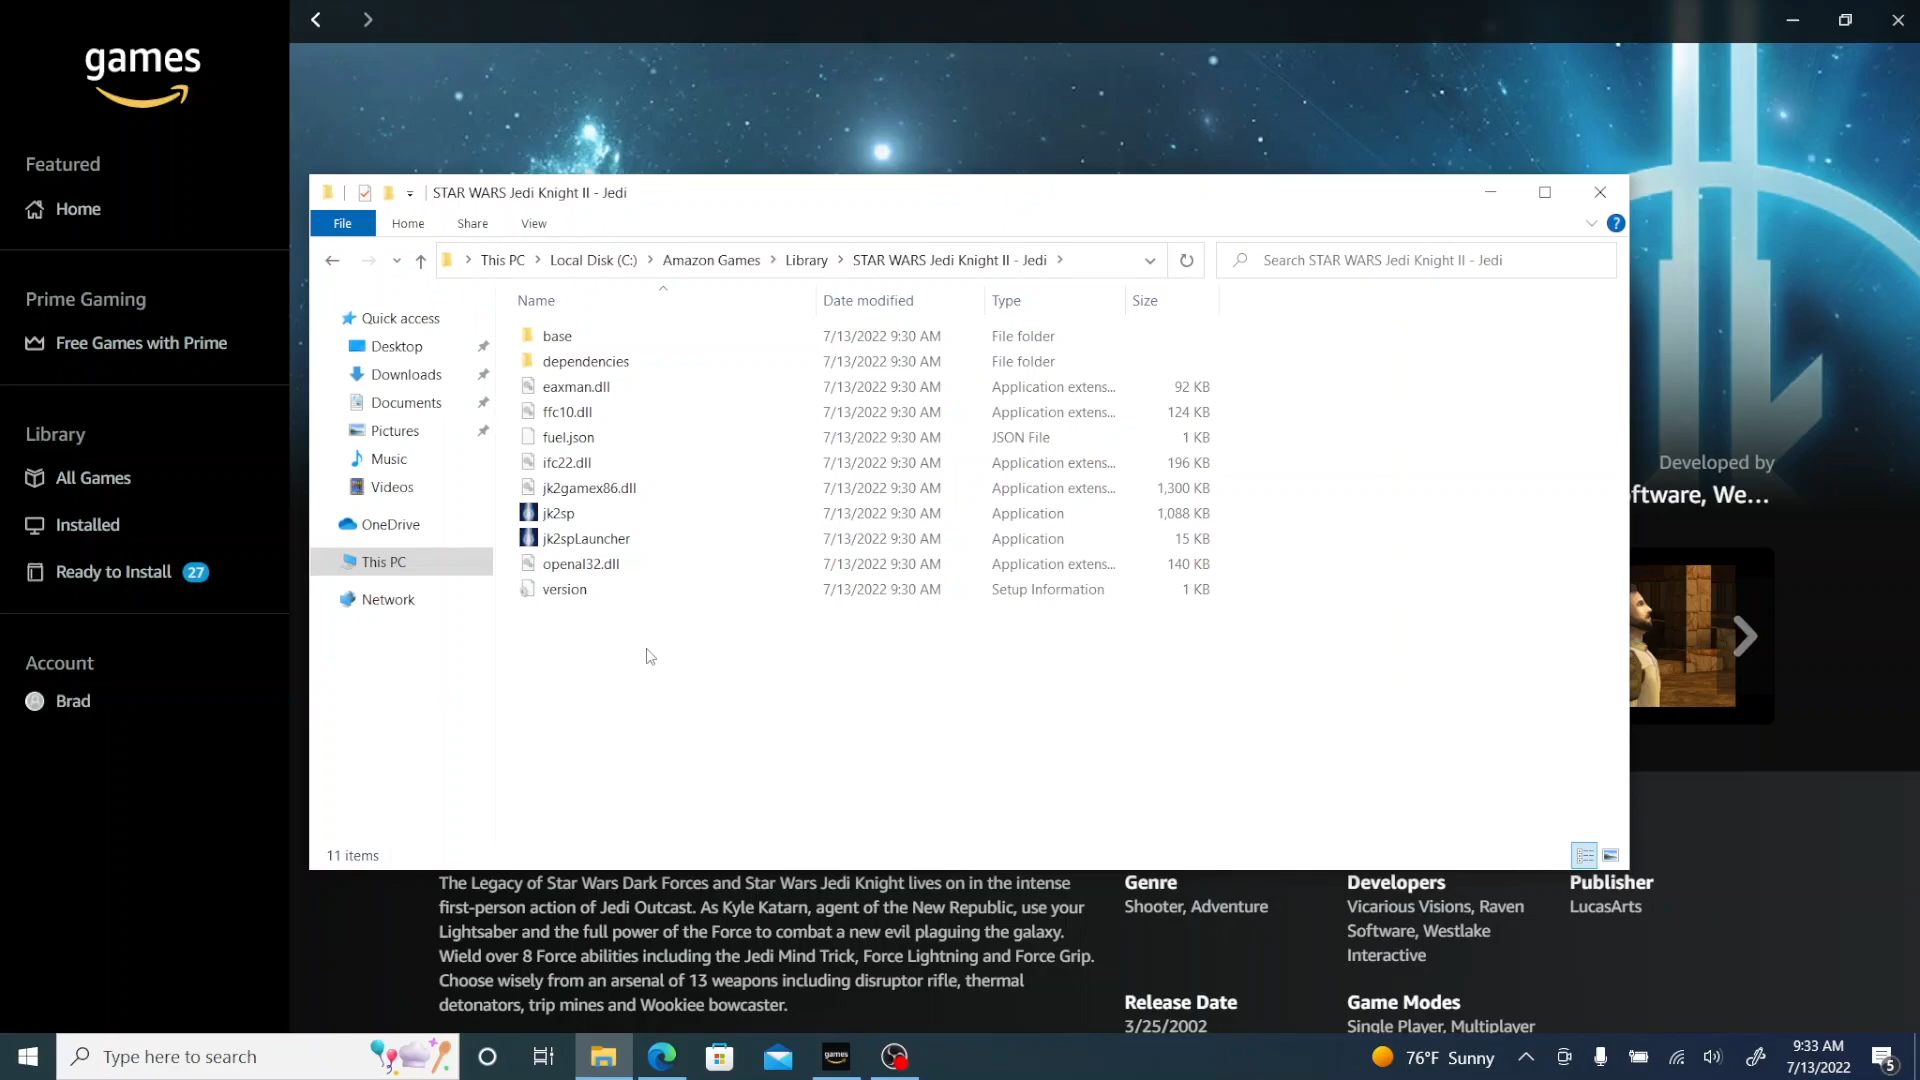 games
Featured
Home
Prime Gaming
Free Games with Prime
Library
All Games
Installed
Ready to Install 27
Account
Brad
STAR WARS Jedi Knight II - Jedi
File Home Share View
This PC Local Disk (C:) Amazon Games Library STAR WARS Jedi Knight II - Jedi
Search STAR WARS Jedi Knight II - Jedi
Quick access
Desktop
Downloads
Documents
Pictures
Music
Videos
OneDrive
This PC
Network
Name Date modified Type Size
base 7/13/2022 9:30 AM File folder
dependencies 7/13/2022 9:30 AM File folder
eaxman.dll 7/13/2022 9:30 AM Application extens... 92 KB
ffc10.dll 7/13/2022 9:30 AM Application extens... 124 KB
fuel.json 7/13/2022 9:30 AM JSON File 1 KB
ifc22.dll 7/13/2022 9:30 AM Application extens... 196 KB
jk2gamex86.dll 7/13/2022 9:30 AM Application extens... 1,300 KB
jk2sp 7/13/2022 9:30 AM Application 1,088 KB
jk2spLauncher 7/13/2022 9:30 AM Application 15 KB
openal32.dll 7/13/2022 9:30 AM Application extens... 140 KB
version 7/13/2022 9:30 AM Setup Information 1 KB
11 items
Developed by
ftware, We...
The Legacy of Star Wars Dark Forces and Star Wars Jedi Knight lives on in the intense
first-person action of Jedi Outcast. As Kyle Katarn, agent of the New Republic, use your
Lightsaber and the full power of the Force to combat a new evil plaguing the galaxy.
Wield over 8 Force abilities including the Jedi Mind Trick, Force Lightning and Force Grip.
Choose wisely from an arsenal of 13 weapons including disruptor rifle, thermal
detonators, trip mines and Wookiee bowcaster.
Genre
Shooter, Adventure
Developers
Vicarious Visions, Raven
Software, Westlake
Interactive
Publisher
LucasArts
Release Date
3/25/2002
Game Modes
Single Player, Multiplayer
Type here to search
games
76°F Sunny
9:33 AM
7/13/2022
5